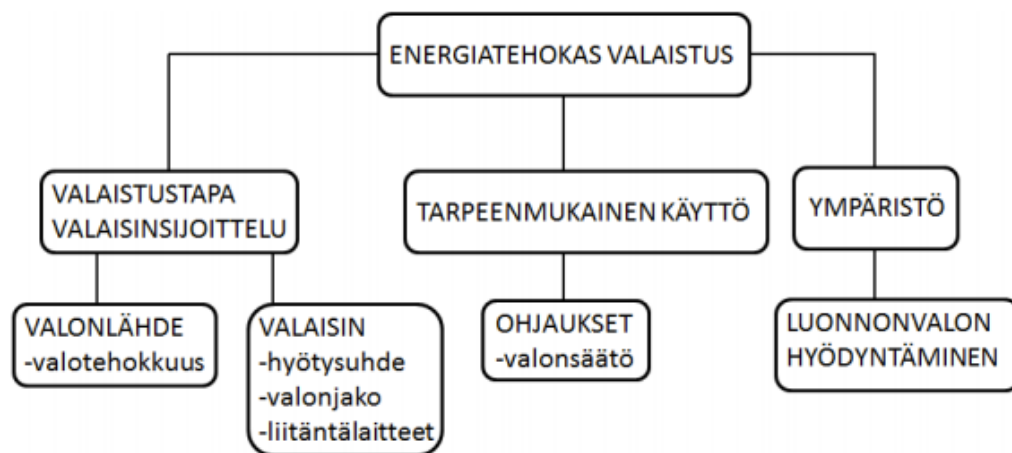 ENERGIATEHOKAS VALAISTUS
VALAISTUSTAPA
VALAISINSIJOITTELU
TARPEENMUKAINEN KÄYTTÖ
YMPÄRISTÖ
VALONLÄHDE
-valotehokkuus
VALAISIN
-hyötysuhde
-valonjako
-liitäntälaitteet
OHJAUKSET
-valonsäätö
LUONNONVALON
HYÖDYNTÄMINEN